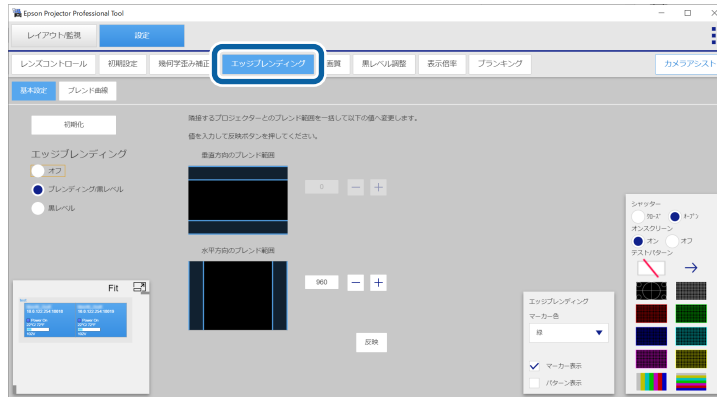 Epson Projector Professional Tool
レイアウト/監視
設定
レンズコントロール
初期設定
幾何学歪み補正
エッジブレンディング
画質
黒レベル調整
表示倍率
ブランキング
カメラアシスト
基本設定
ブレンド曲線
初期化
隣接するプロジェクターとのブレンド範囲を一括して以下の値へ変更します。
値を入力して反映ボタンを押してください。
エッジブレンディング
オフ
ブレンディング/黒レベル
黒レベル
垂直方向のブレンド範囲
0
水平方向のブレンド範囲
960
反映
Fit
Power On
Power On
エッジブレンディング
マーカー色
緑
マーカー表示
パターン表示
シャッター
クローズ
オープン
オンスクリーン
オン
オフ
テストパターン